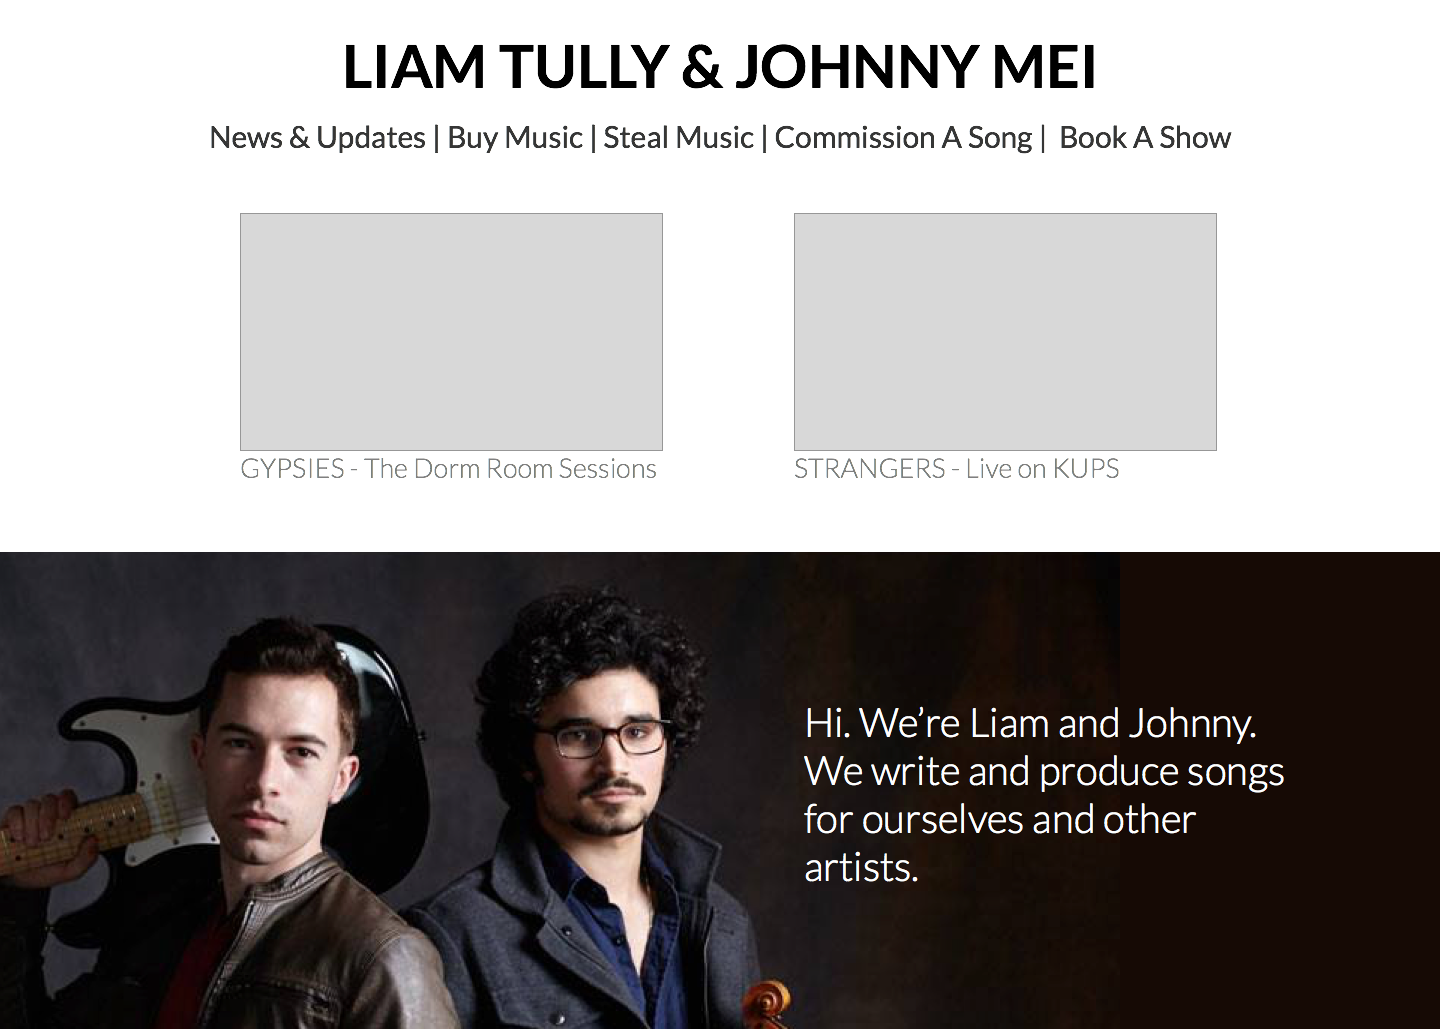 LIAM TULLY & JOHNNY MEI
News & Updates | Buy Music | Steal Music | Commission A Song | Book A Show
GYPSIES - The Dorm Room Sessions
STRANGERS - Live on KUPS
Hi. We’re Liam and Johnny.
We write and produce songs
for ourselves and other
artists.